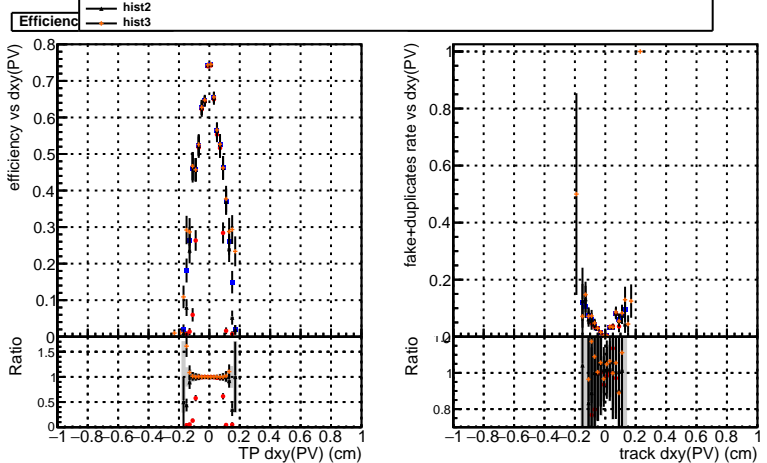 hist2
Efficienc
hist3
efficiency vs dxy(PV)
0.8
0.7
0.6
0.5
0.4
0.3
0.2
0.1
0
Ratio
1.5
1
0.5
0
−1 −0.8 −0.6 −0.4 −0.2 0 0.2 0.4 0.6 0.8 1
TP dxy(PV) (cm)
fake+duplicates rate vs dxy(PV)
1
0.8
0.6
0.4
0.2
Ratio
1
0.8
−1 −0.8 −0.6 −0.4 −0.2 0 0.2 0.4 0.6 0.8 1
track dxy(PV) (cm)